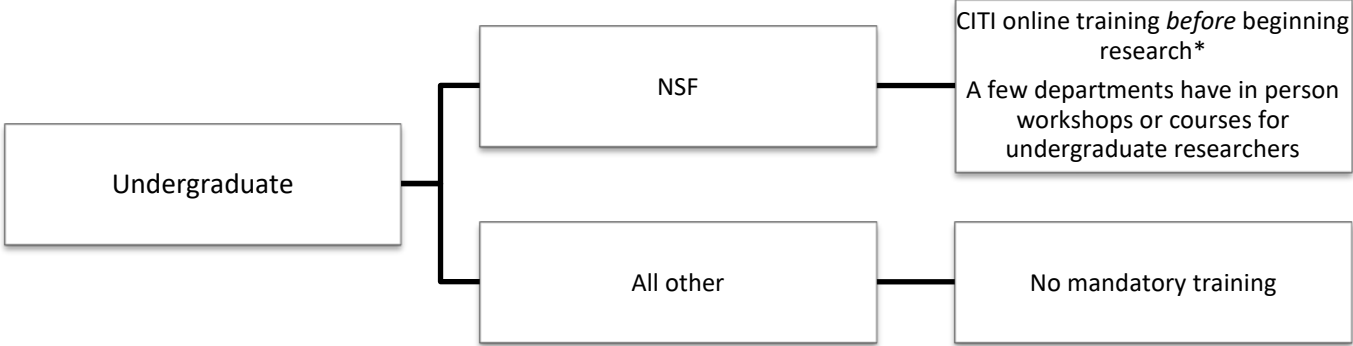 Undergraduate
NSF
CITI online training before beginning
research*
A few departments have in person
workshops or courses for
undergraduate researchers
All other
No mandatory training